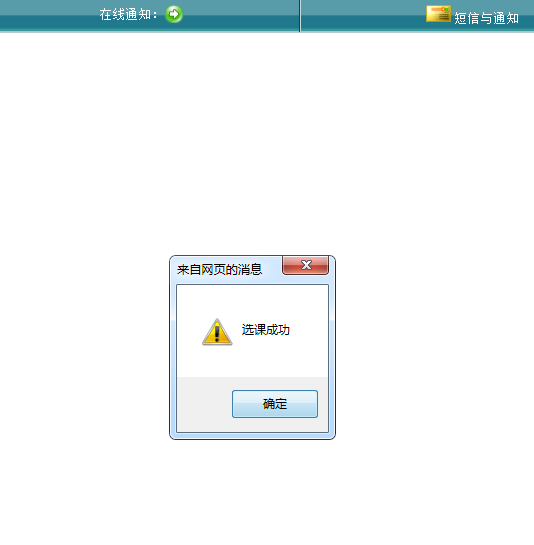 在线通知：
短信与通知
来自网页的消息
选课成功
确定